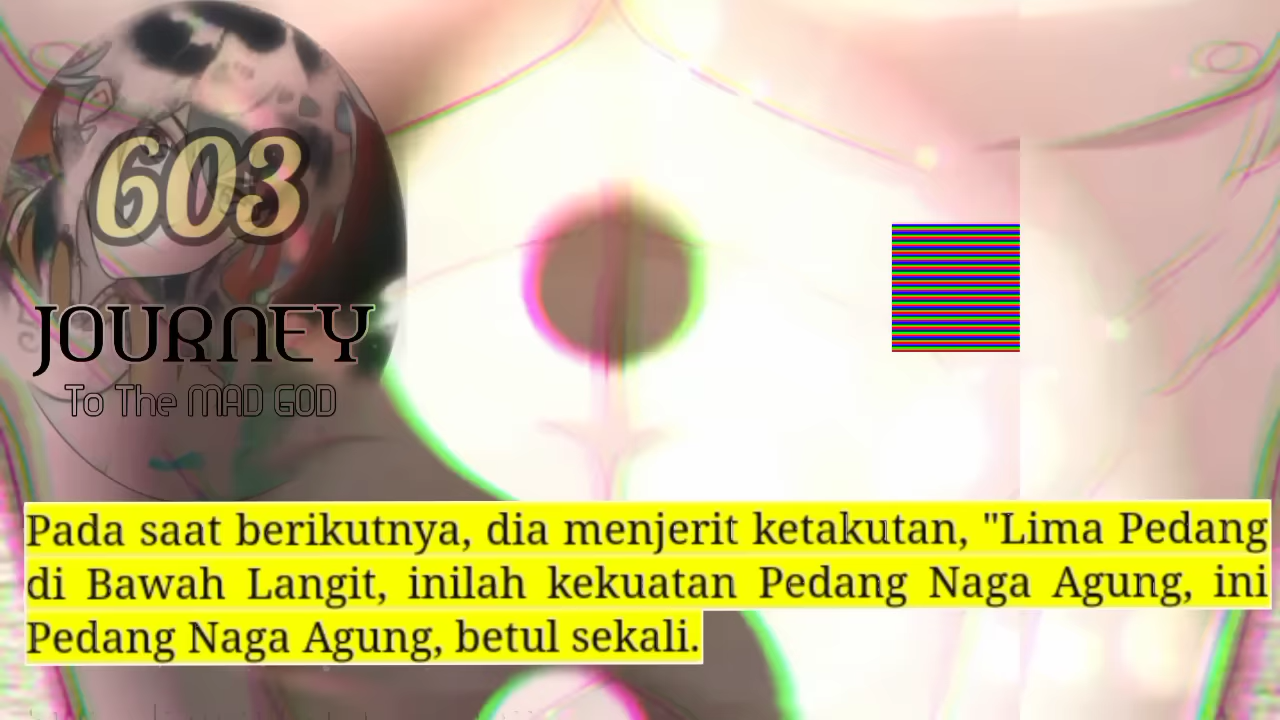 603
JOURNEY
To The MAD GOD
Pada saat berikutnya, dia menjerit ketakutan, "Lima Pedang
di Bawah Langit, inilah kekuatan Pedang Naga Agung, ini
Pedang Naga Agung, betul sekali.